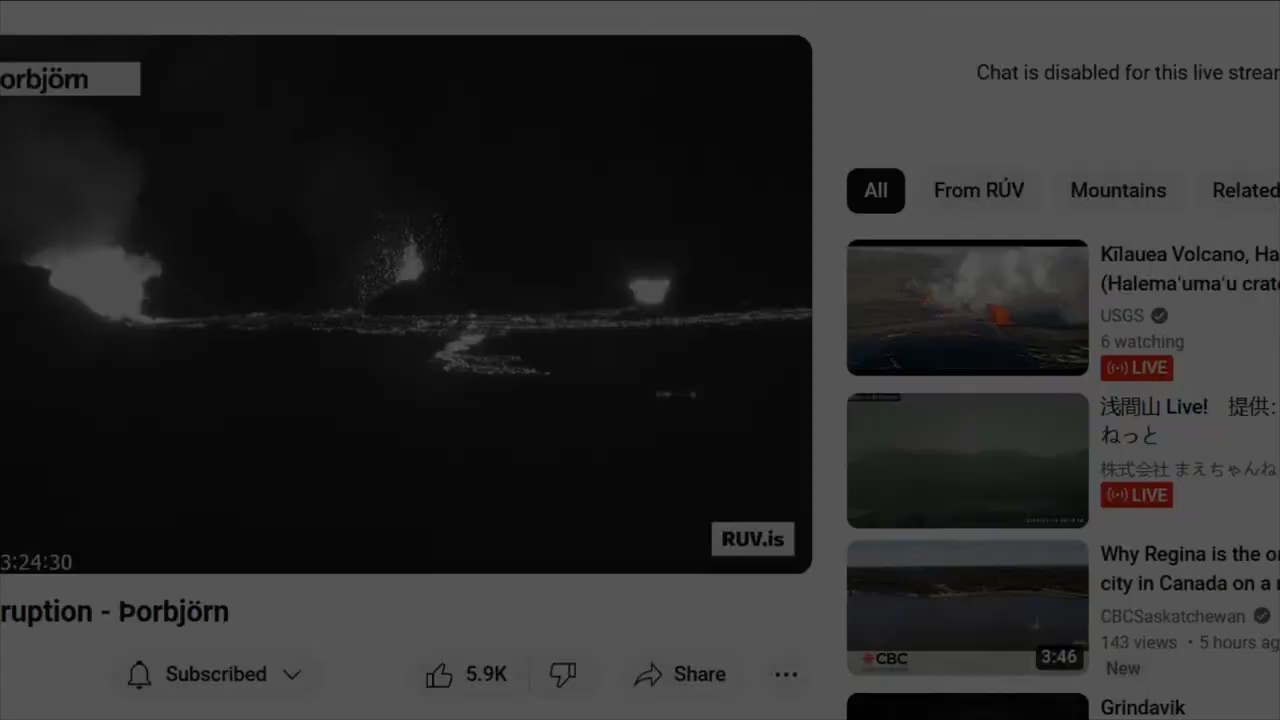 orbjörn
3:24:30
RUV.is
ruption - Þorbjörn
Subscribed
5.9K
Share
Chat is disabled for this live strear
All
From RÚV
Mountains
Related
Kīlauea Volcano, Ha
(Halemaʻumaʻu crate
USGS
6 watching
LIVE
浅間山 Live! 提供:
ねっと
株式会社 まえちゃんね
LIVE
Why Regina is the o
city in Canada on a
CBCSaskatchewan
143 views • 5 hours ag
New
CBC
3:46
Grindavik